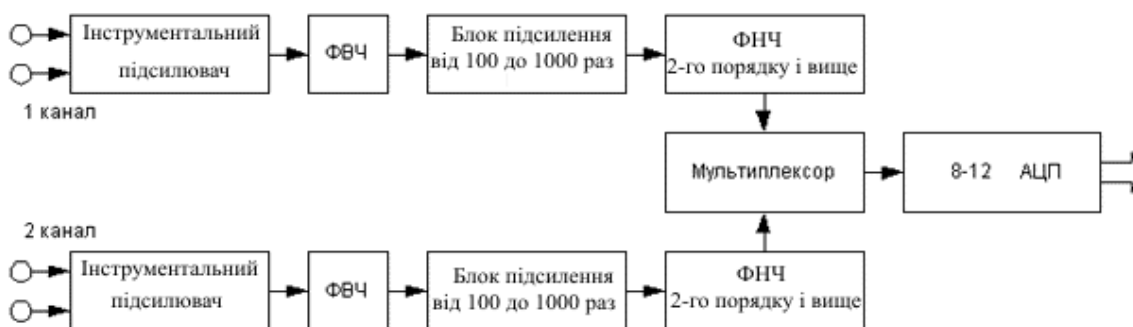 Інструментальний
підсилювач
ФВЧ
Блок підсилення
від 100 до 1000 раз
ФНЧ
2-го порядку і вище
1 канал
Мультиплексор
8-12 АЦП
2 канал
Інструментальний
підсилювач
ФВЧ
Блок підсилення
від 100 до 1000 раз
ФНЧ
2-го порядку і вище